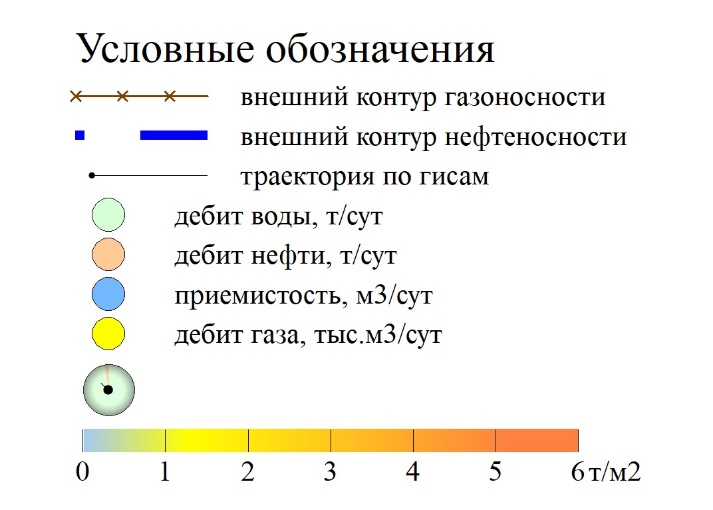 Условные обозначения
внешний контур газоносности
внешний контур нефтеносности
траектория по гисам
дебит воды, т/сут
дебит нефти, т/сут
приемистость, м3/сут
дебит газа, тыс.м3/сут
0 1 2 3 4 5 6 т/м2